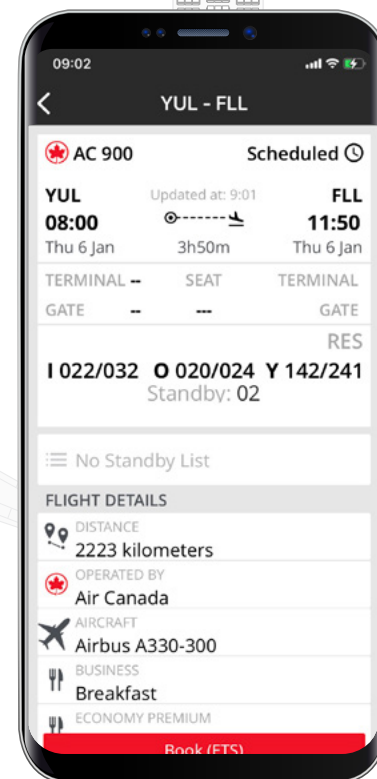 09:02
YUL - FLL
AC 900 Scheduled
YUL Updated at: 9:01 FLL
08:00 11:50
Thu 6 Jan 3h50m Thu 6 Jan
TERMINAL -- SEAT TERMINAL
GATE -- --- GATE
RES
I 022/032 O 020/024 Y 142/241
Standby: 02
No Standby List
FLIGHT DETAILS
DISTANCE
2223 kilometers
OPERATED BY
Air Canada
AIRCRAFT
Airbus A330-300
BUSINESS
Breakfast
ECONOMY PREMIUM
Book (ETS)